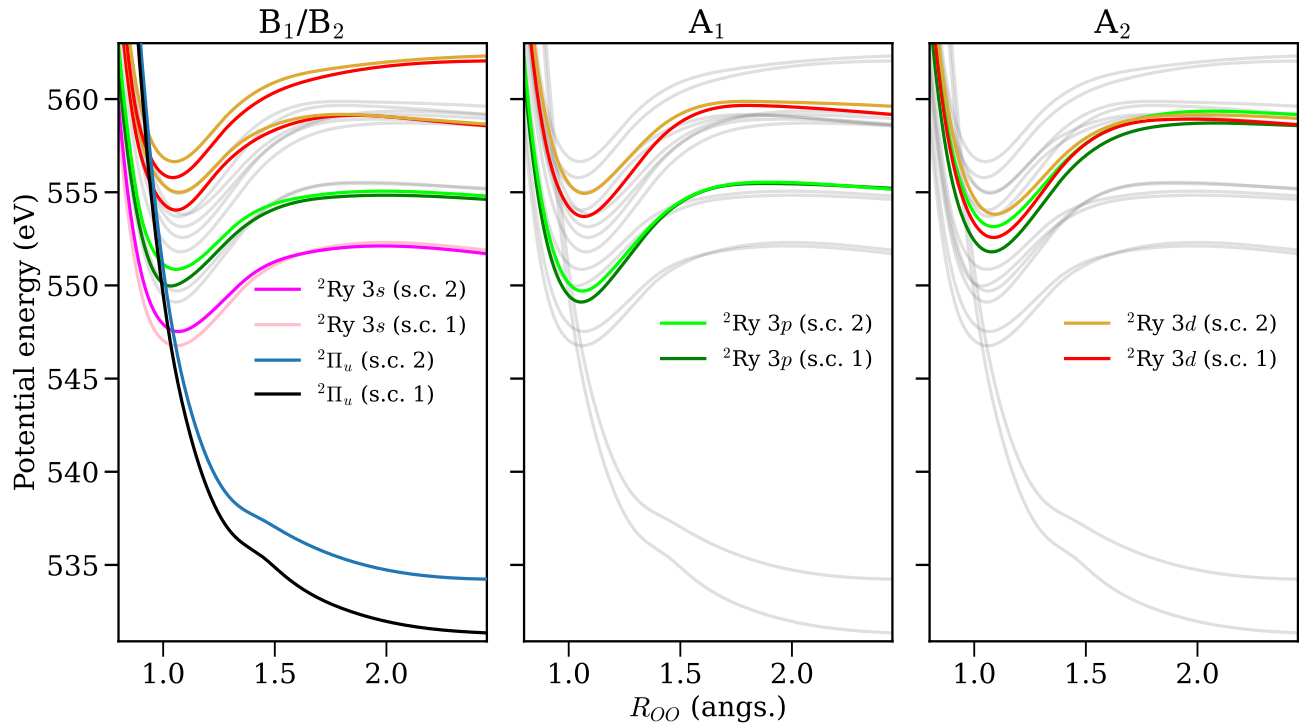 B₁/B₂
A₁
A₂
Potential energy (eV)
560
555
550
545
540
535
²Ry 3s (s.c. 2)
²Ry 3s (s.c. 1)
²Πᵤ (s.c. 2)
²Πᵤ (s.c. 1)
²Ry 3p (s.c. 2)
²Ry 3p (s.c. 1)
²Ry 3d (s.c. 2)
²Ry 3d (s.c. 1)
1.0 1.5 2.0
1.0 1.5 2.0
1.0 1.5 2.0
R_OO (angs.)